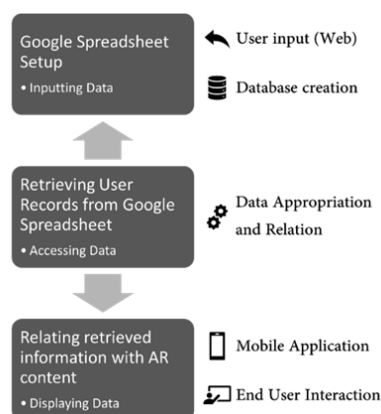 Google Spreadsheet
Setup
• Inputting Data
User input (Web)
Database creation
Retrieving User
Records from Google
Spreadsheet
• Accessing Data
Data Appropriation
and Relation
Relating retrieved
information with AR
content
• Displaying Data
Mobile Application
End User Interaction